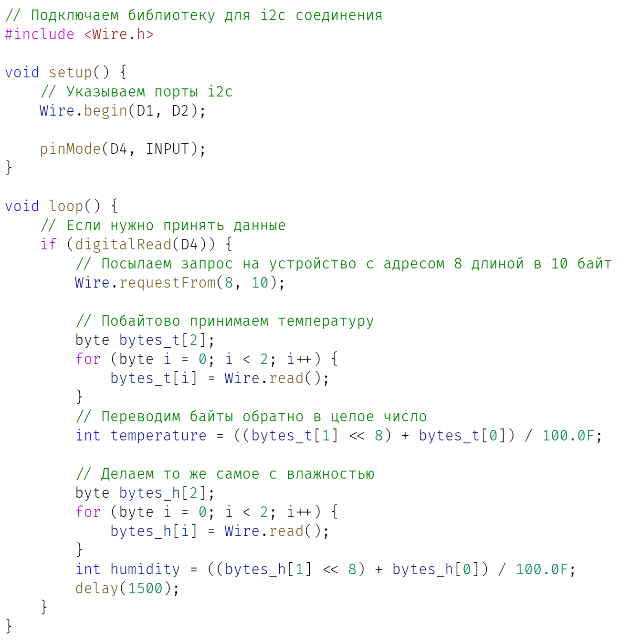 // Подключаем библиотеку для i2c соединения
#include <Wire.h>

void setup() {
    // Указываем порты i2c
    Wire.begin(D1, D2);

    pinMode(D4, INPUT);
}

void loop() {
    // Если нужно принять данные
    if (digitalRead(D4)) {
        // Посылаем запрос на устройство с адресом 8 длиной в 10 байт
        Wire.requestFrom(8, 10);

        // Побайтово принимаем температуру
        byte bytes_t[2];
        for (byte i = 0; i < 2; i++) {
            bytes_t[i] = Wire.read();
        }
        // Переводим байты обратно в целое число
        int temperature = ((bytes_t[1] << 8) + bytes_t[0]) / 100.0F;

        // Делаем то же самое с влажностью
        byte bytes_h[2];
        for (byte i = 0; i < 2; i++) {
            bytes_h[i] = Wire.read();
        }
        int humidity = ((bytes_h[1] << 8) + bytes_h[0]) / 100.0F;
        delay(1500);
    }
}